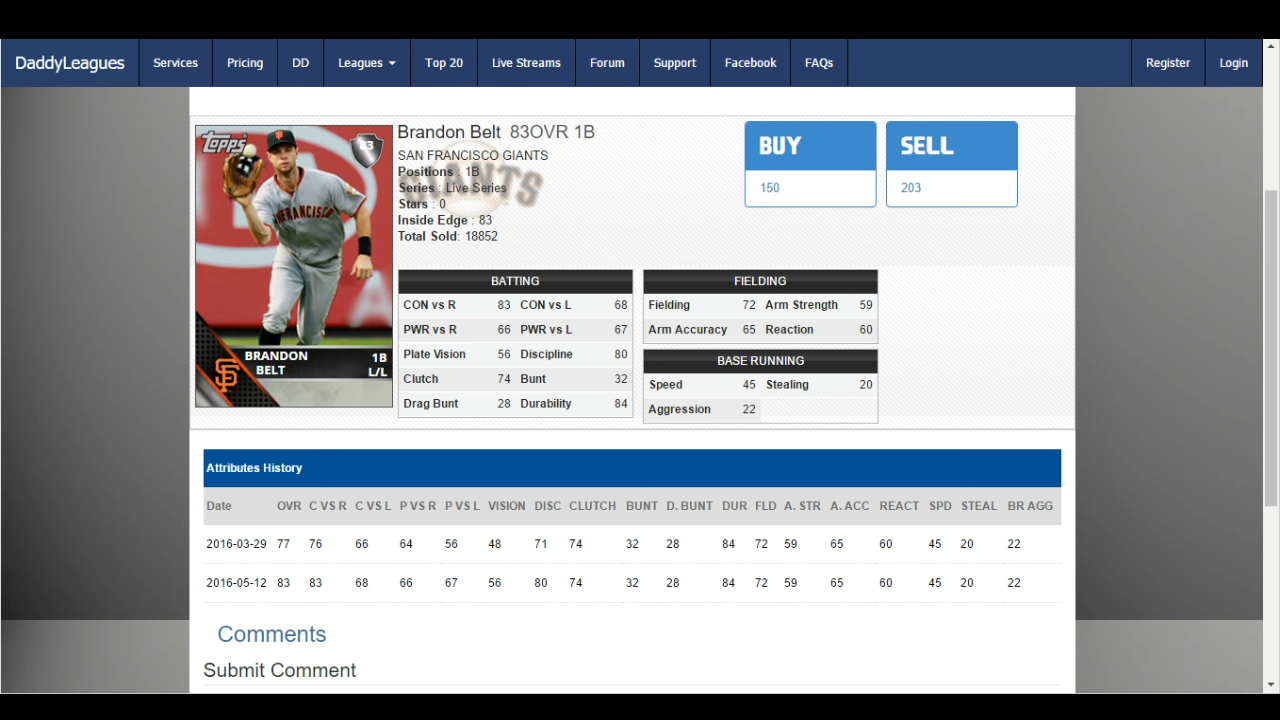 DaddyLeagues Services Pricing DD Leagues Top 20 Live Streams Forum Support Facebook FAQs Register Login
Topps
83
BRANDON
BELT
1B
L/L
SF
SAN FRANCISCO
Brandon Belt 83OVR 1B
SAN FRANCISCO GIANTS
Positions : 1B
Series : Live Series
Stars : 0
Inside Edge : 83
Total Sold: 18852
GIANTS
BUY
150
SELL
203
BATTING
CON vs R 83 CON vs L 68
PWR vs R 66 PWR vs L 67
Plate Vision 56 Discipline 80
Clutch 74 Bunt 32
Drag Bunt 28 Durability 84
FIELDING
Fielding 72 Arm Strength 59
Arm Accuracy 65 Reaction 60
BASE RUNNING
Speed 45 Stealing 20
Aggression 22
Attributes History
Date OVR C VS R C VS L P VS R P VS L VISION DISC CLUTCH BUNT D. BUNT DUR FLD A. STR A. ACC REACT SPD STEAL BR AGG
2016-03-29 77 76 66 64 56 48 71 74 32 28 84 72 59 65 60 45 20 22
2016-05-12 83 83 68 66 67 56 80 74 32 28 84 72 59 65 60 45 20 22
Comments
Submit Comment